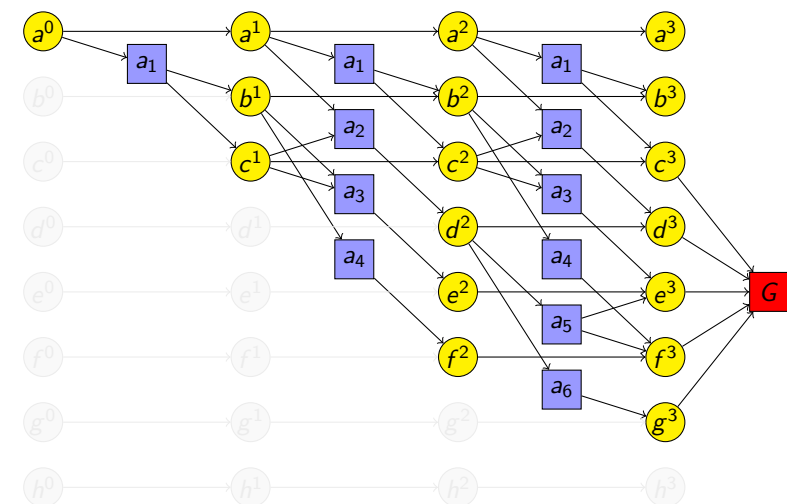 a⁰ a¹ a² a³
a₁ a₁ a₁
b⁰ b¹ b² b³
a₂ a₂
c⁰ c¹ c² c³
a₃ a₃
d⁰ d¹ d² d³
a₄ a₄
e⁰ e¹ e² e³ G
a₅
f⁰ f¹ f² f³
a₆
g⁰ g¹ g² g³
h⁰ h¹ h² h³